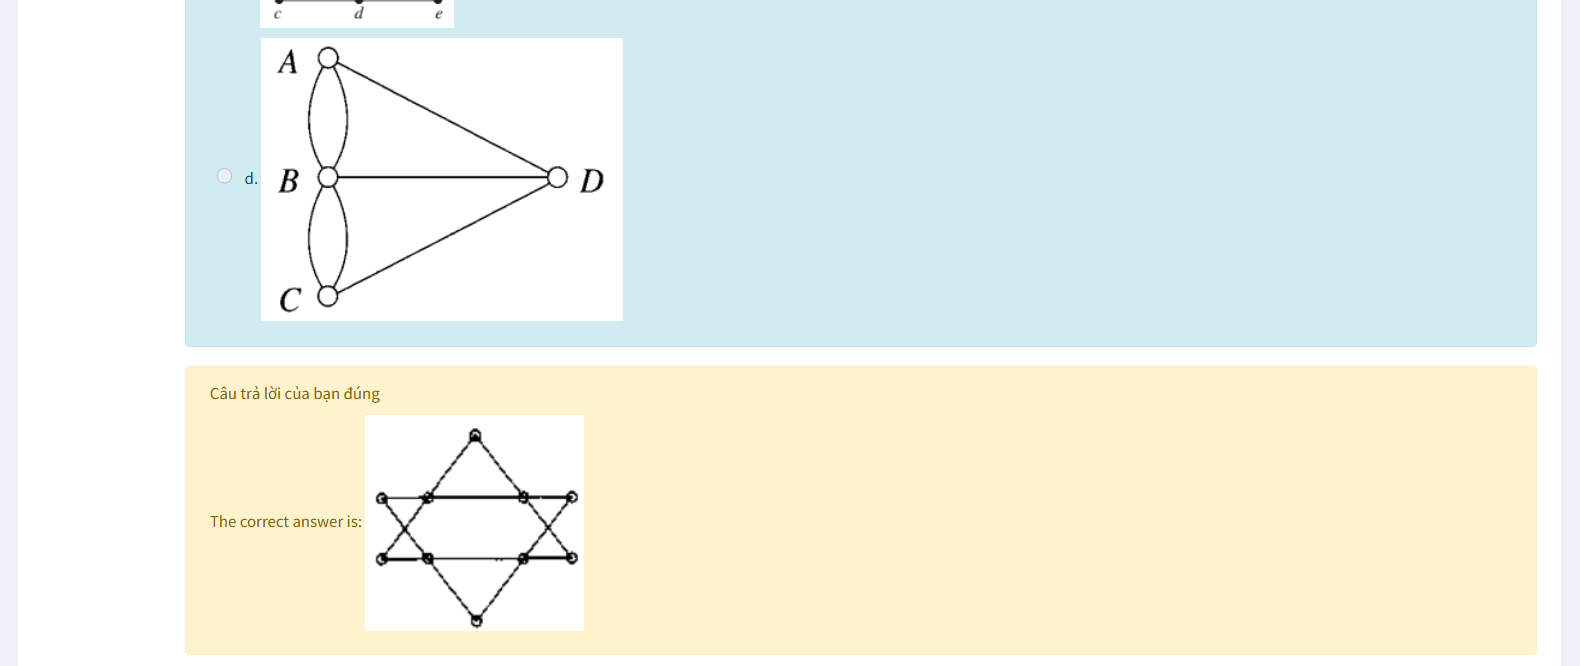 c d e
A
d. B D
C
Câu trả lời của bạn đúng
The correct answer is: